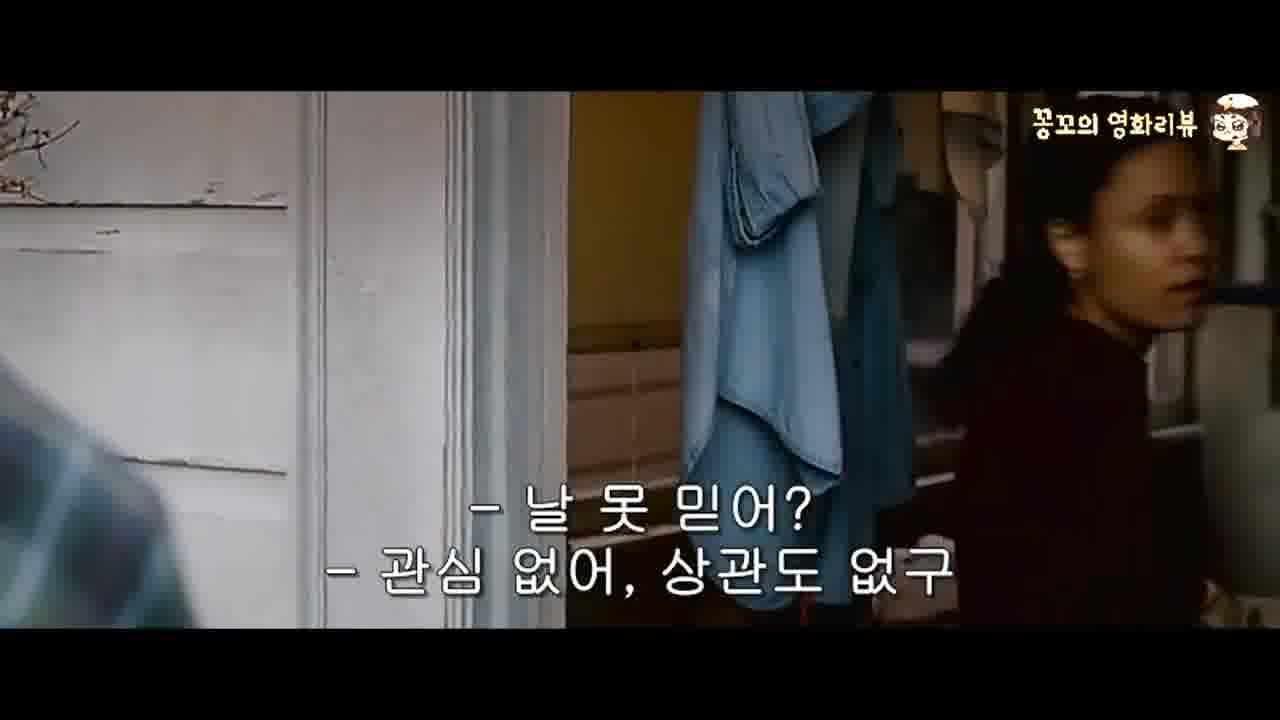 꽁꼬의 영화리뷰
- 날 못 믿어?
- 관심 없어, 상관도 없구